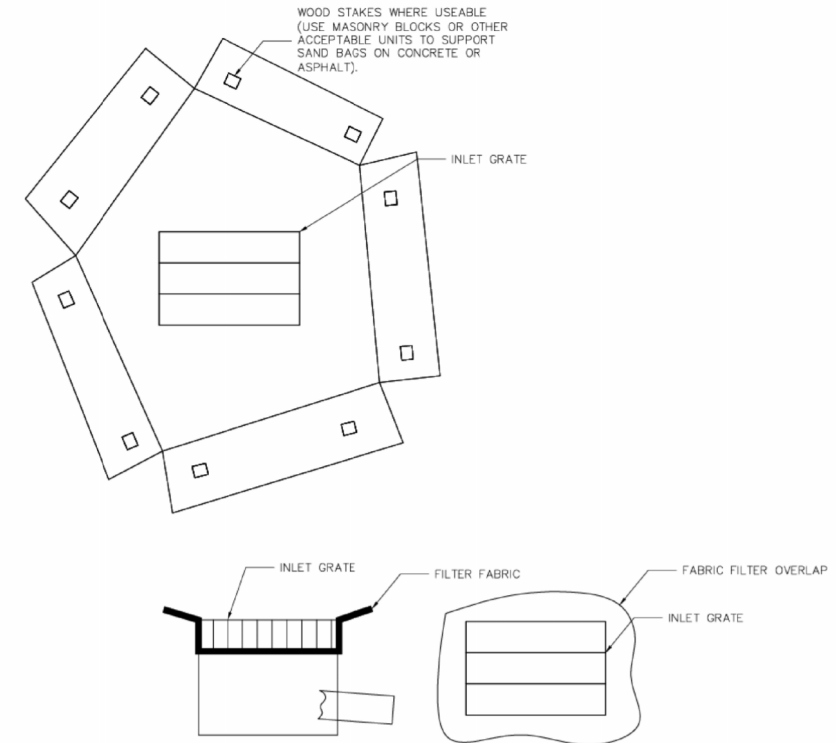 WOOD STAKES WHERE USEABLE
(USE MASONRY BLOCKS OR OTHER
ACCEPTABLE UNITS TO SUPPORT
SAND BAGS ON CONCRETE OR
ASPHALT).
INLET GRATE
INLET GRATE
FILTER FABRIC
FABRIC FILTER OVERLAP
INLET GRATE